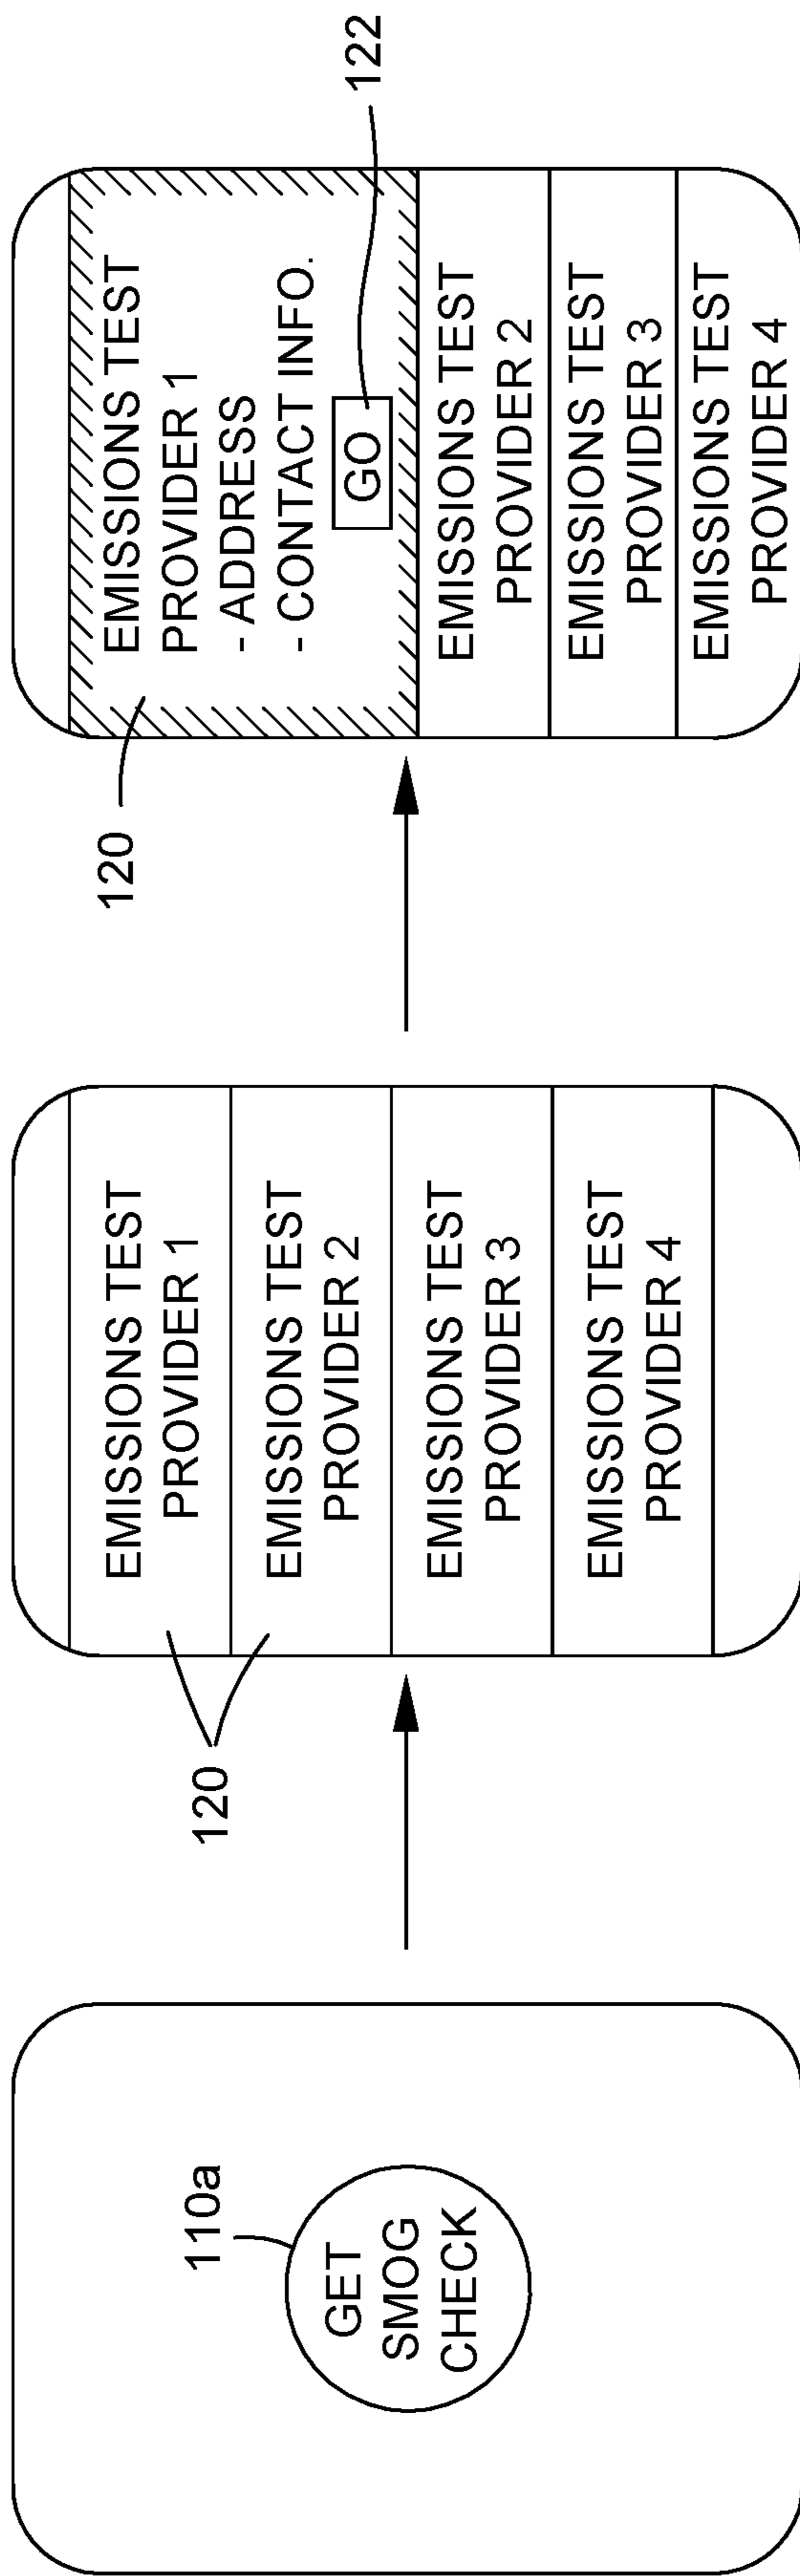 110a
GET
SMOG
CHECK
120
EMISSIONS TEST
PROVIDER 1
EMISSIONS TEST
PROVIDER 2
EMISSIONS TEST
PROVIDER 3
EMISSIONS TEST
PROVIDER 4
120
EMISSIONS TEST
PROVIDER 1
- ADDRESS
- CONTACT INFO.
GO
122
EMISSIONS TEST
PROVIDER 2
EMISSIONS TEST
PROVIDER 3
EMISSIONS TEST
PROVIDER 4